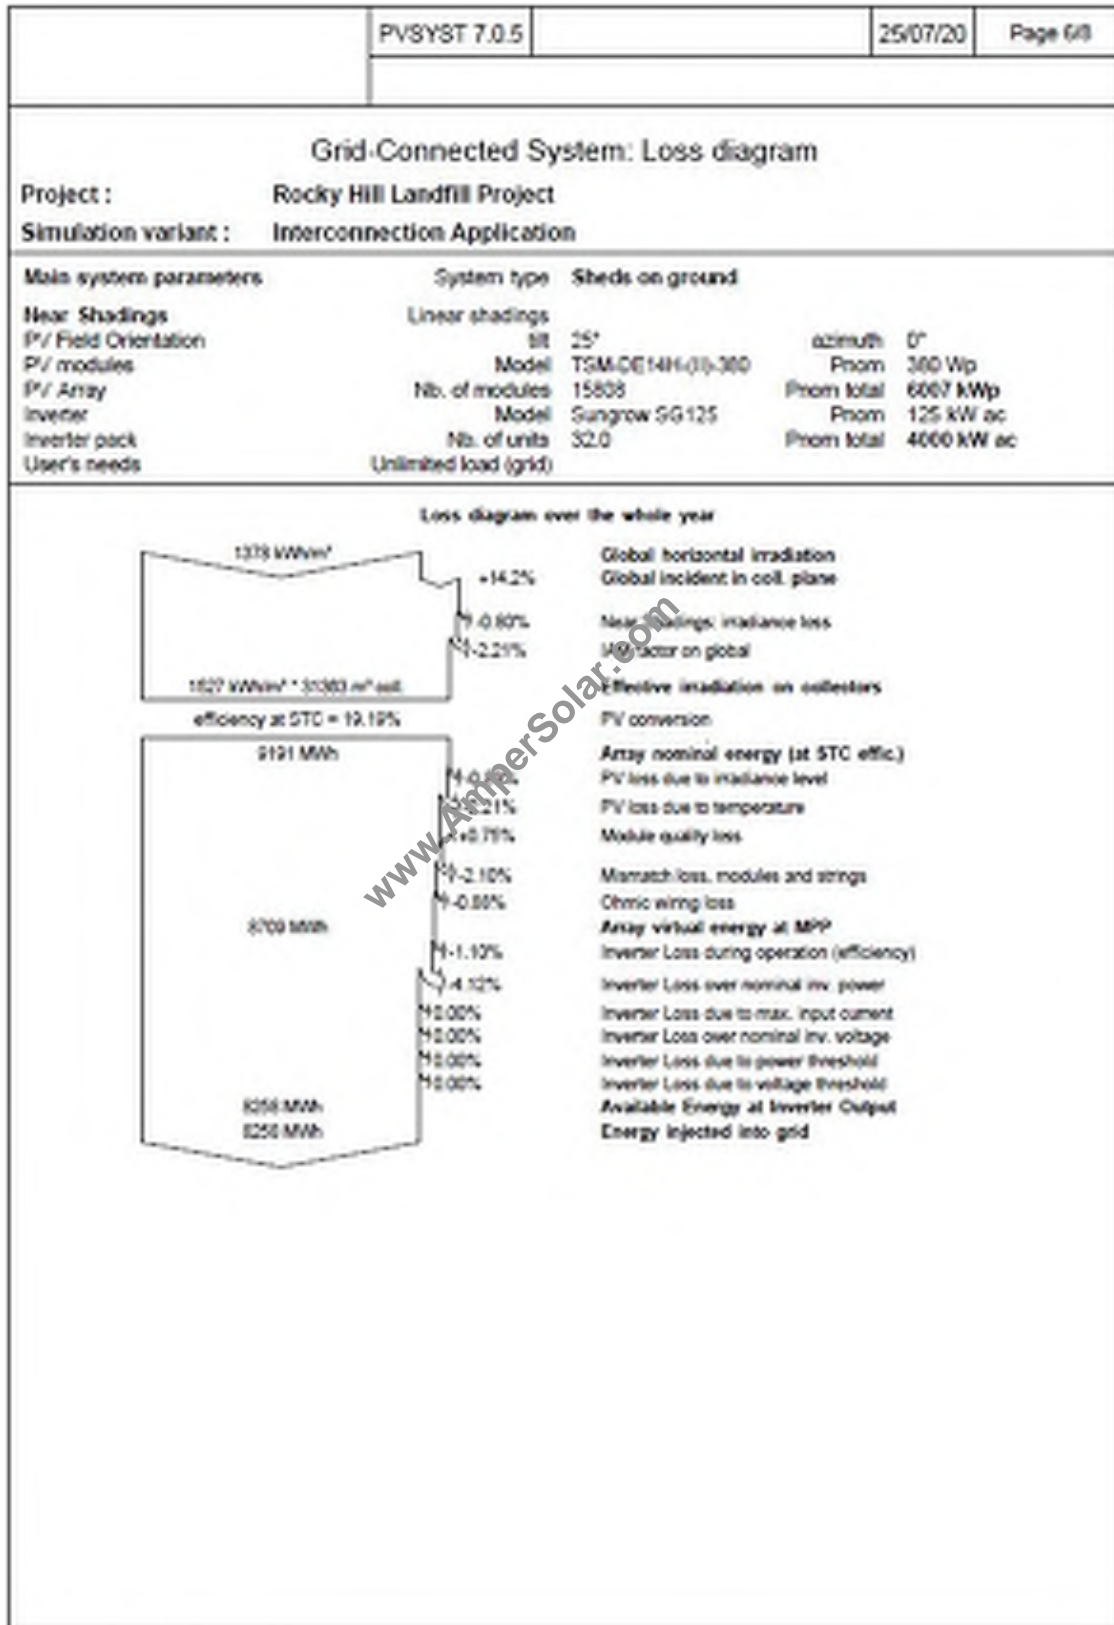 PVSYST 7.0.5 25/07/20 Page 6/8
Grid-Connected System: Loss diagram
Project : Rocky Hill Landfill Project
Simulation variant : Interconnection Application
Main system parameters System type Sheds on ground
Near Shadings Linear shadings
PV Field Orientation tilt 25° azimuth 0°
PV modules Model TSM-DE14H-(II)-380 Pnom 380 Wp
PV Array Nb. of modules 15808 Pnom total 6007 kWp
Inverter Model Sungrow SG125 Pnom 125 kW ac
Inverter pack Nb. of units 32.0 Pnom total 4000 kW ac
User's needs Unlimited load (grid)
Loss diagram over the whole year
1378 kWh/m² Global horizontal irradiation
+14.2% Global incident in coll. plane
-0.80% Near Shadings: irradiance loss
-2.21% IAM factor on global
kWh/m² * m² coll. Effective irradiation on collectors
efficiency at STC = 19.19% PV conversion
9191 MWh Array nominal energy (at STC effic.)
PV loss due to irradiance level
PV loss due to temperature
+0.75% Module quality loss
-2.10% Mismatch loss, modules and strings
Ohmic wiring loss
8709 MWh Array virtual energy at MPP
Inverter Loss during operation (efficiency)
-4.12% Inverter Loss over nominal inv. power
0.00% Inverter Loss due to max. input current
0.00% Inverter Loss over nominal inv. voltage
0.00% Inverter Loss due to power threshold
0.00% Inverter Loss due to voltage threshold
MWh Available Energy at Inverter Output
MWh Energy injected into grid
www.AmperSolar.com